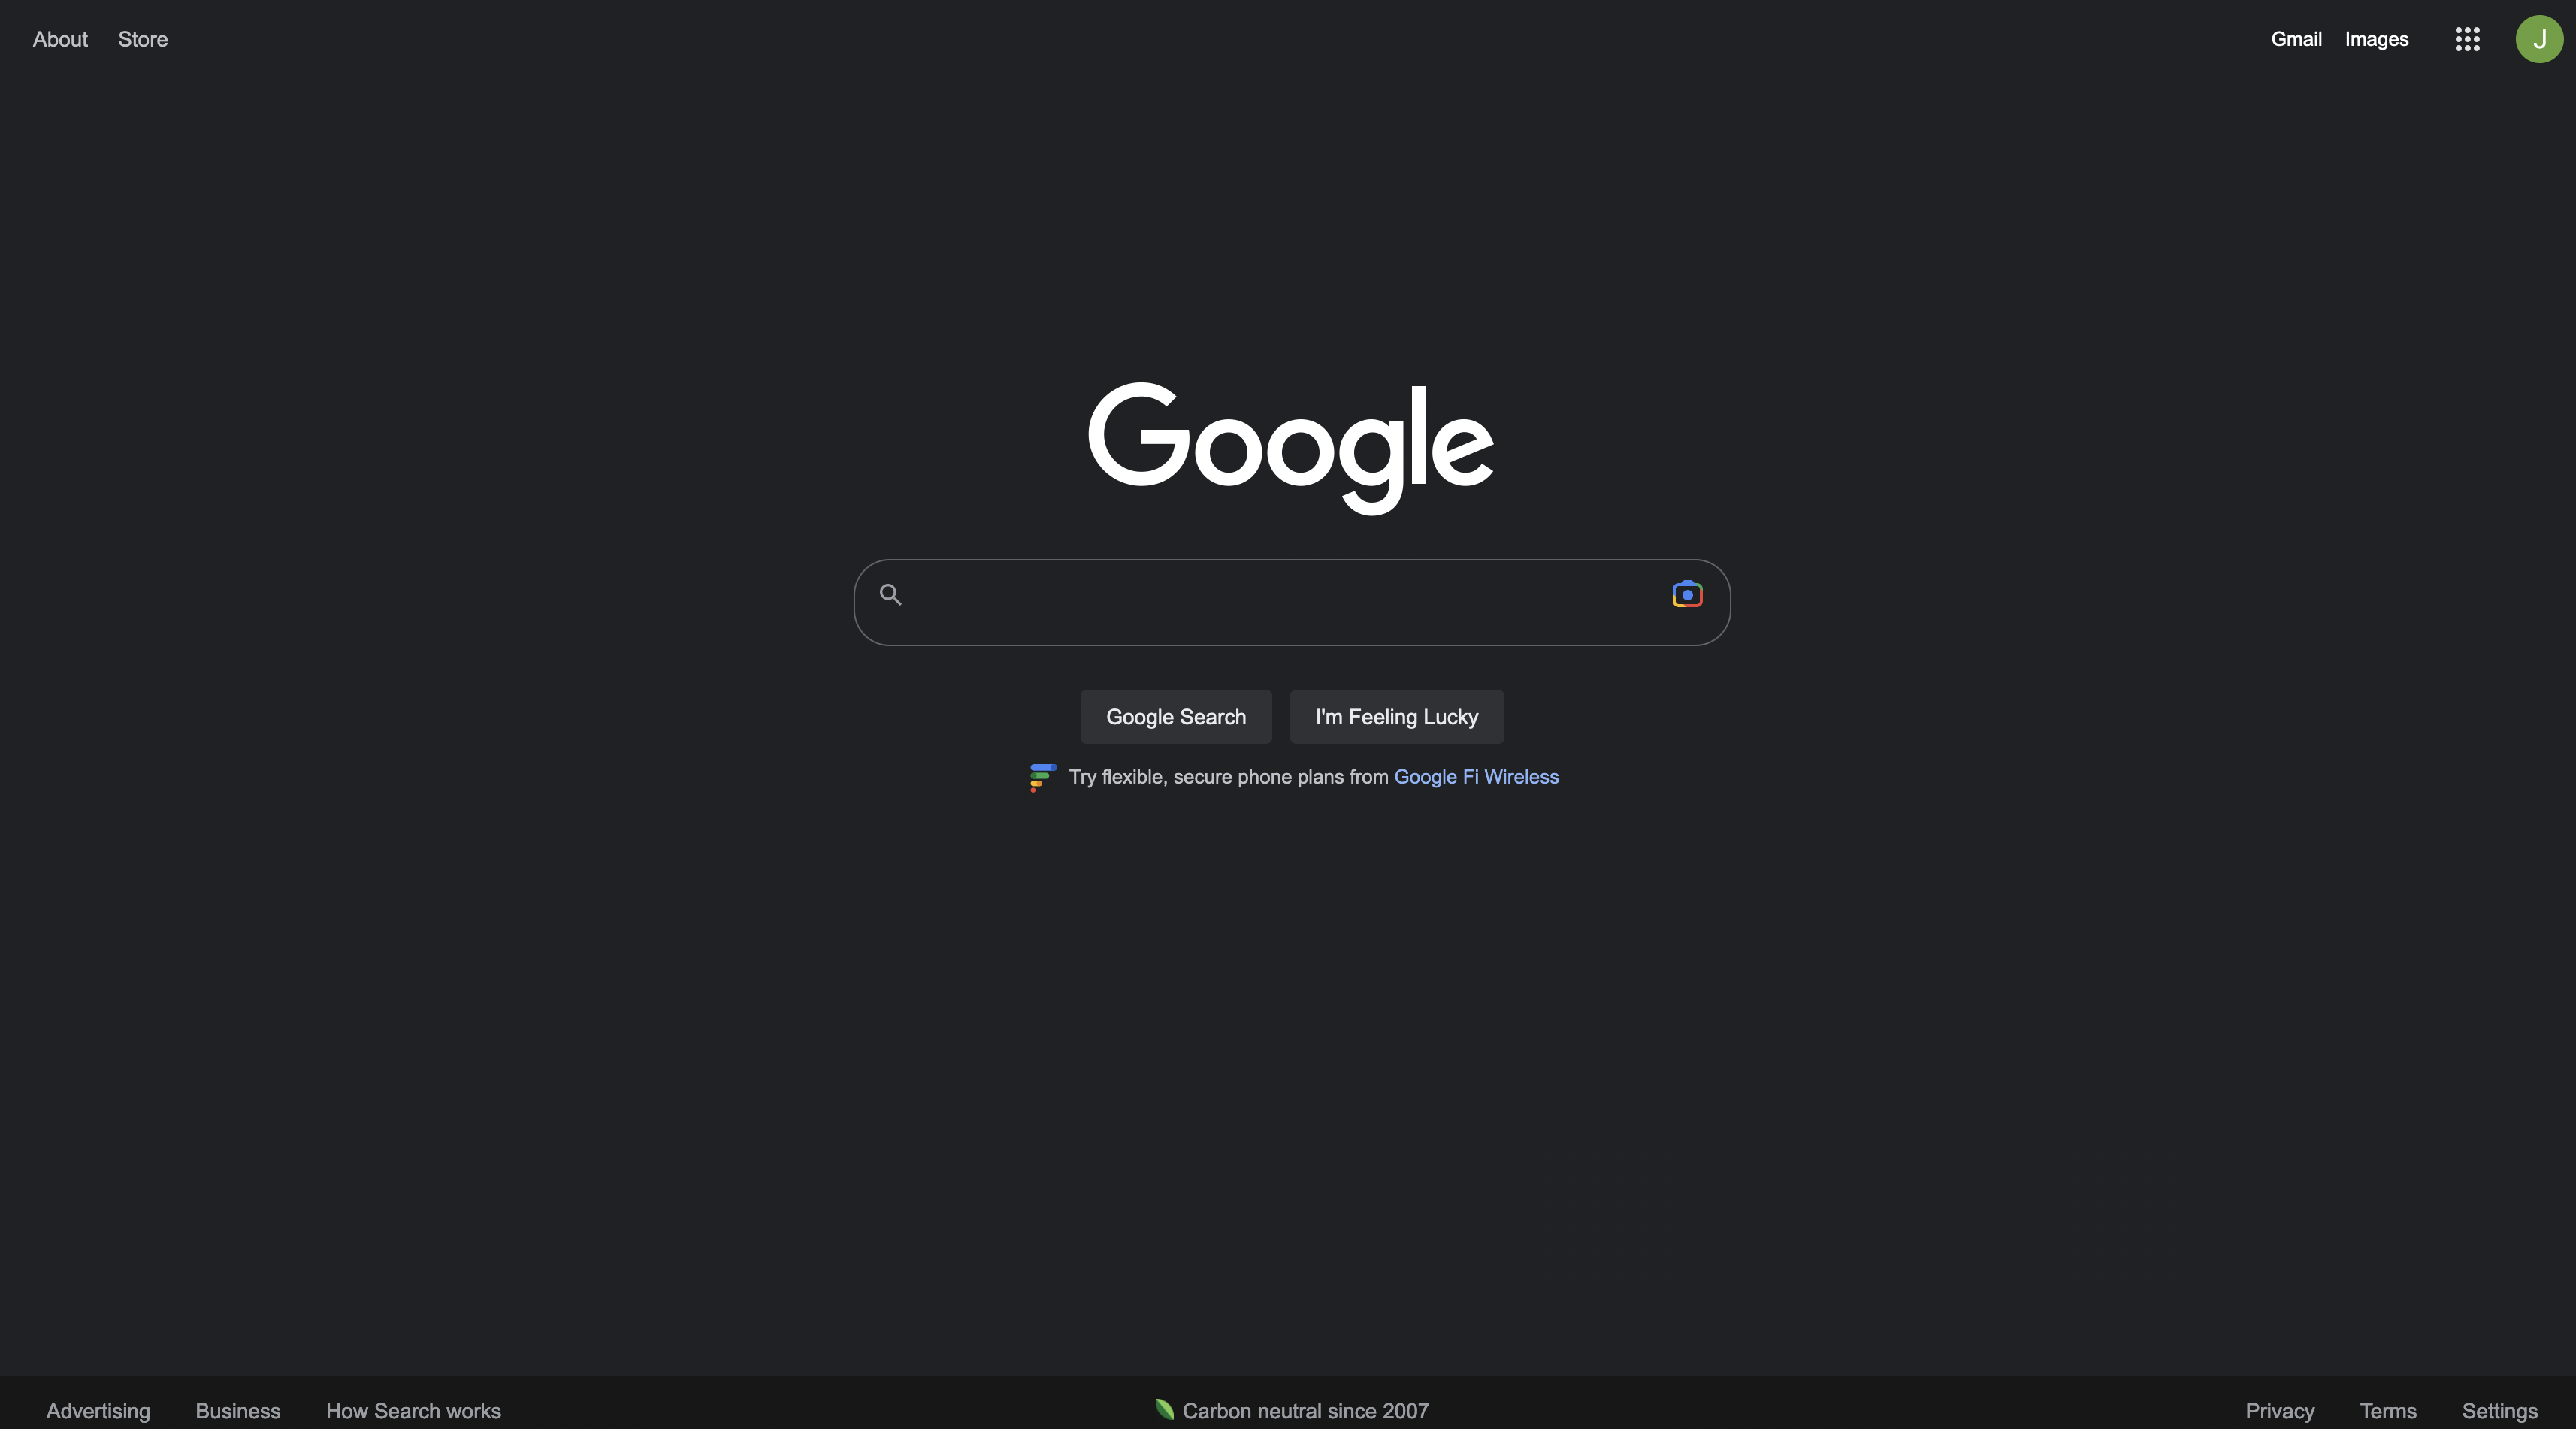 About Store Gmail Images J
Google
Google Search I'm Feeling Lucky
Try flexible, secure phone plans from Google Fi Wireless
Advertising Business How Search works Carbon neutral since 2007 Privacy Terms Settings